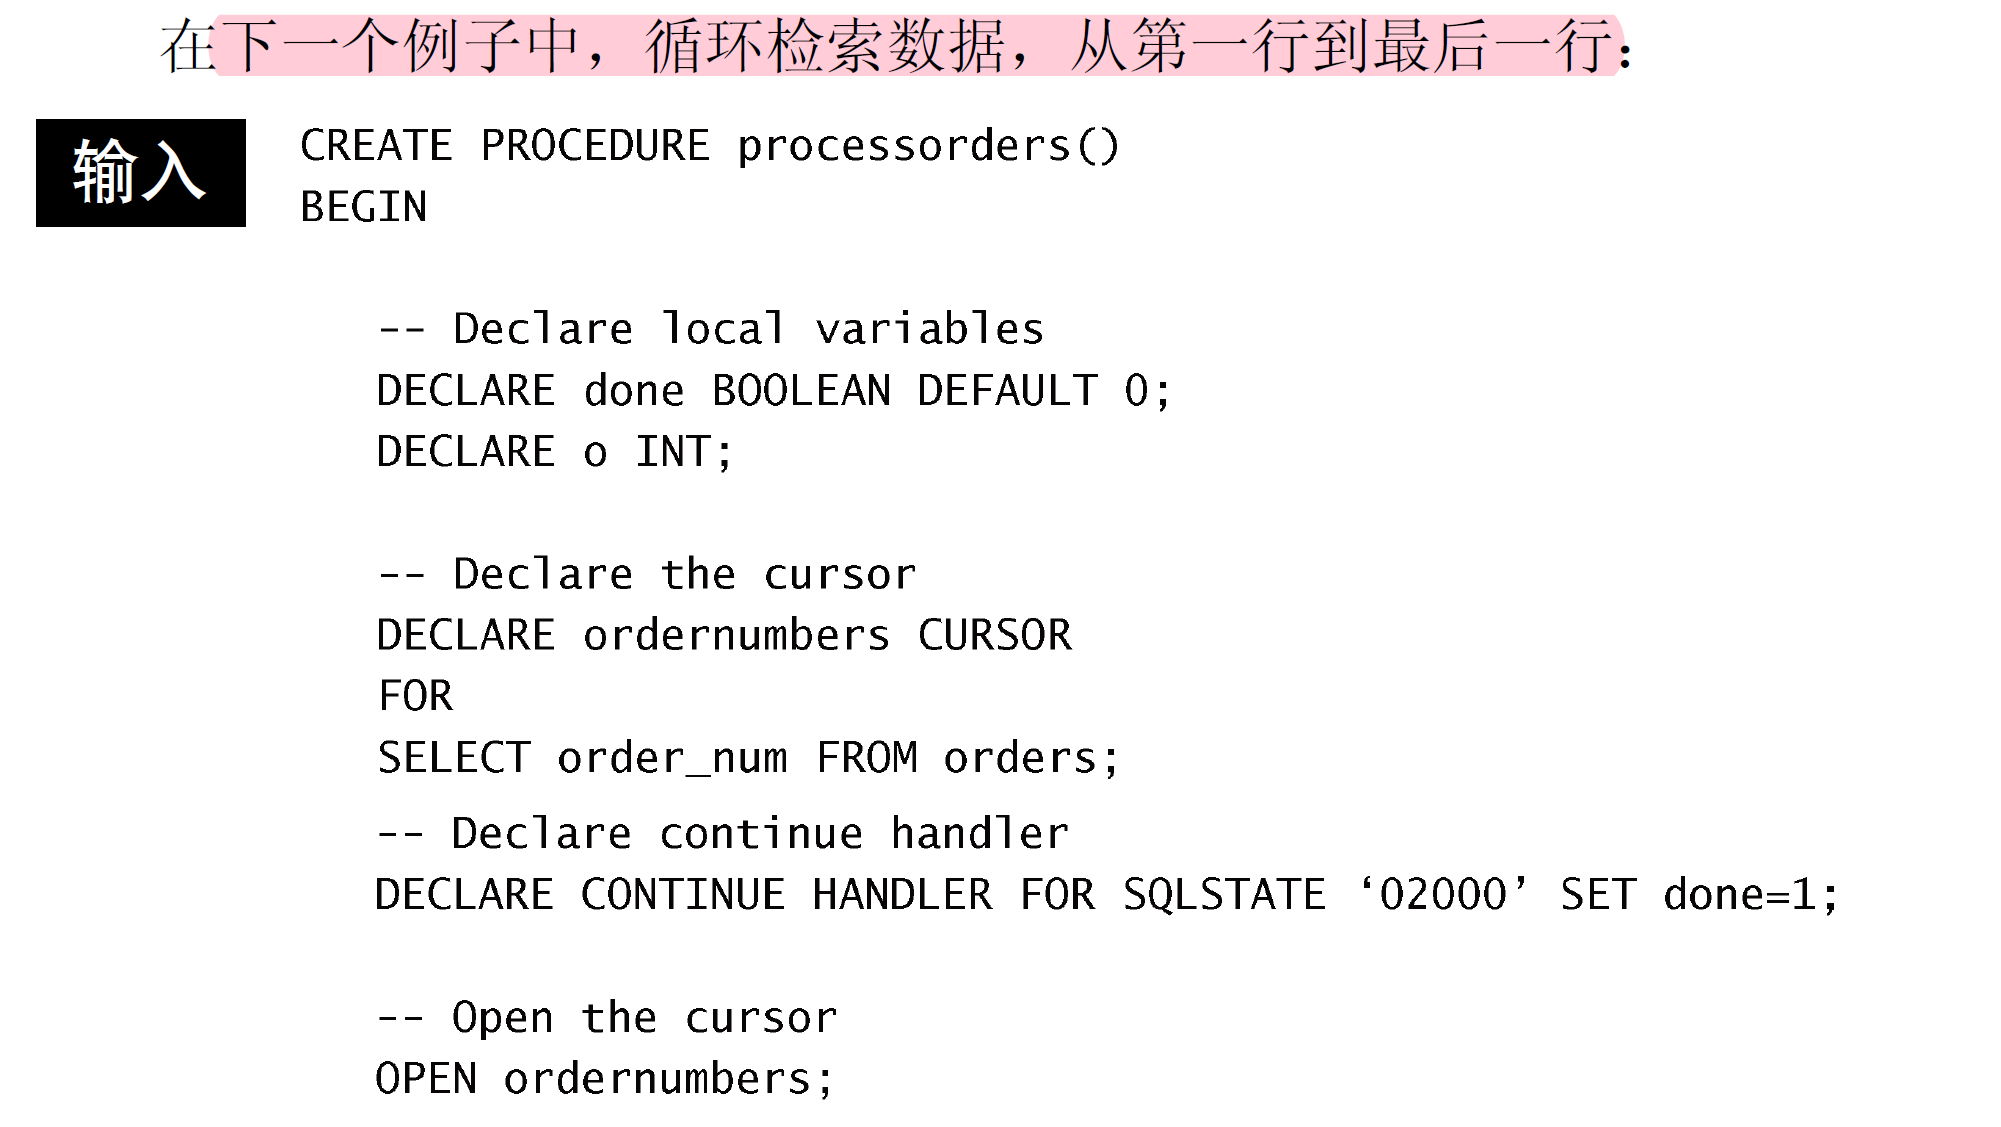 在下一个例子中，循环检索数据，从第一行到最后一行：
输入
CREATE PROCEDURE processorders()
BEGIN
-- Declare local variables
DECLARE done BOOLEAN DEFAULT 0;
DECLARE o INT;
-- Declare the cursor
DECLARE ordernumbers CURSOR
FOR
SELECT order_num FROM orders;
-- Declare continue handler
DECLARE CONTINUE HANDLER FOR SQLSTATE ‘02000’ SET done=1;
-- Open the cursor
OPEN ordernumbers;